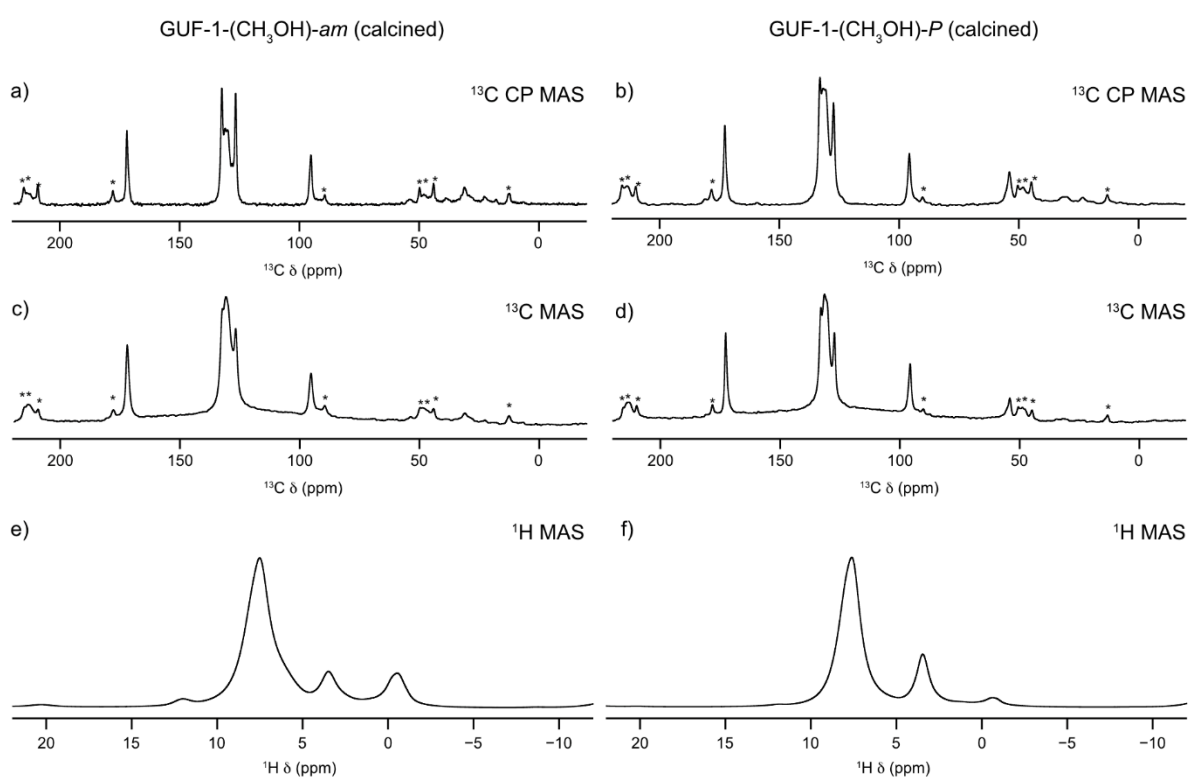 GUF-1-(CH₃OH)-am (calcined)
GUF-1-(CH₃OH)-P (calcined)
a)
¹³C CP MAS
** * * * ** * *
200 150 100 50 0
¹³C δ (ppm)
b)
¹³C CP MAS
** * * * ** * *
200 150 100 50 0
¹³C δ (ppm)
c)
¹³C MAS
** * * * ** * *
200 150 100 50 0
¹³C δ (ppm)
d)
¹³C MAS
** * * * ** * *
200 150 100 50 0
¹³C δ (ppm)
e)
¹H MAS
20 15 10 5 0 −5 −10
¹H δ (ppm)
f)
¹H MAS
20 15 10 5 0 −5 −10
¹H δ (ppm)